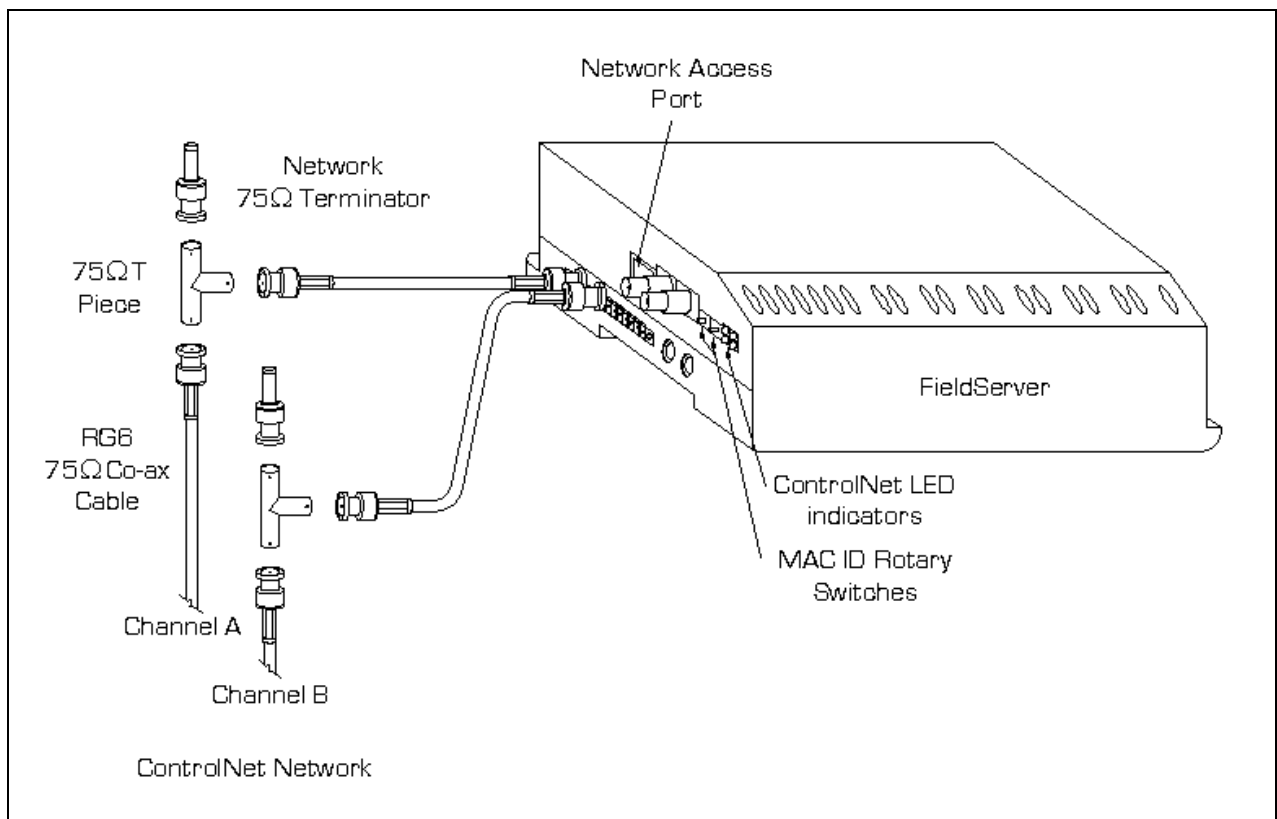 Network Access
Port
Network
75Ω Terminator
75Ω T
Piece
FieldServer
RG6
75Ω Co-ax
Cable
ControlNet LED
indicators
MAC ID Rotary
Switches
Channel A
Channel B
ControlNet Network